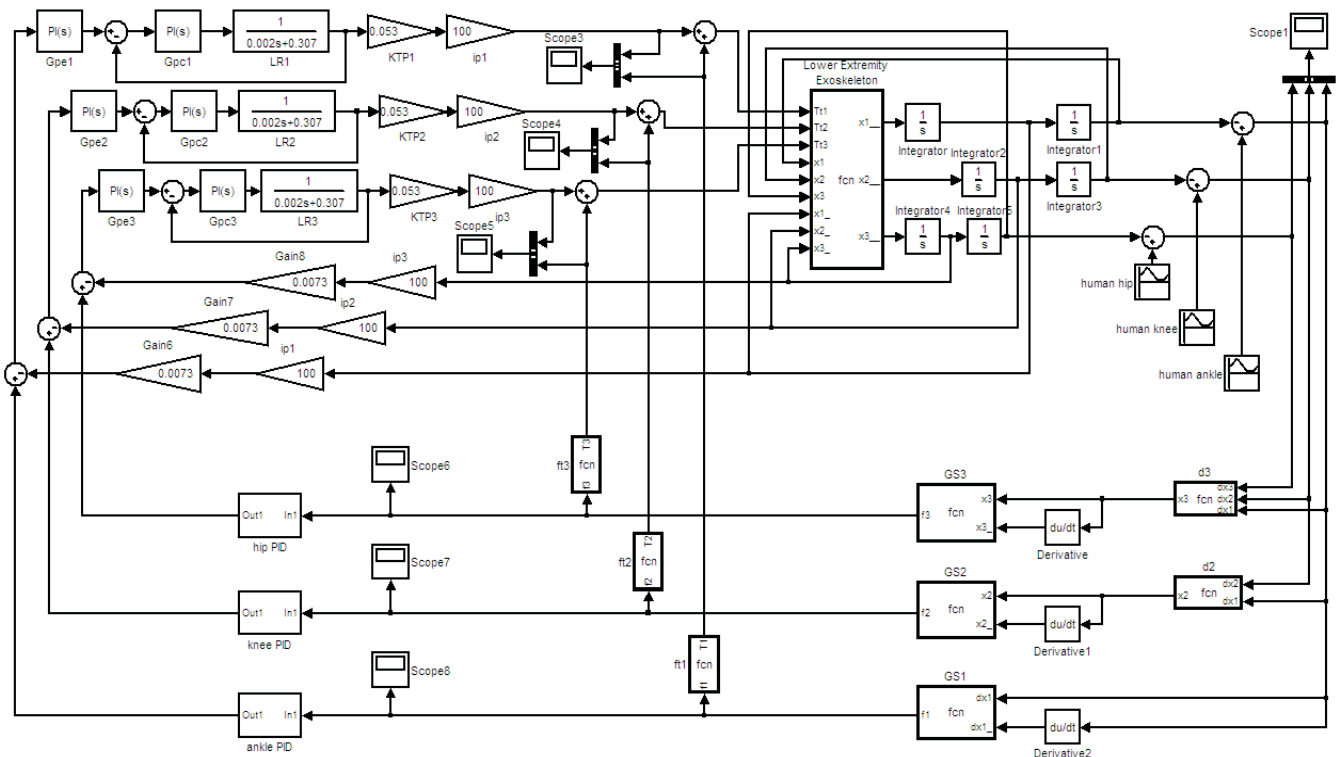 PI(s)
Gpe1
PI(s)
Gpc1
1
0.002s+0.307
LR1
0.053
KTP1
100
ip1
Scope3
Scope1
PI(s)
Gpe2
PI(s)
Gpc2
1
0.002s+0.307
LR2
0.053
KTP2
100
ip2
Scope4
PI(s)
Gpe3
PI(s)
Gpc3
1
0.002s+0.307
LR3
0.053
KTP3
100
ip3
Scope5
Lower Extremity
Exoskeleton
Tt1
Tt2
Tt3
x1
x2
x3
x1_
x2_
x3_
fcn
x1__
x2__
x3__
1
s
Integrator
1
s
Integrator1
1
s
Integrator2
1
s
Integrator3
1
s
Integrator4
1
s
Integrator5
human hip
human knee
human ankle
Gain8
0.0073
ip3
100
Gain7
0.0073
ip2
100
Gain6
0.0073
ip1
100
Scope6
Out1
In1
hip PID
ft3
T3
fcn
f3
GS3
x3
x3_
fcn
f3
du/dt
Derivative
d3
x3
fcn
dx3
dx2
dx1
Scope7
Out1
In1
knee PID
ft2
T2
fcn
f2
GS2
x2
x2_
fcn
f2
du/dt
Derivative1
d2
x2
fcn
dx2
dx1
Scope8
Out1
In1
ankle PID
ft1
T1
fcn
f1
GS1
dx1
dx1_
fcn
f1
du/dt
Derivative2